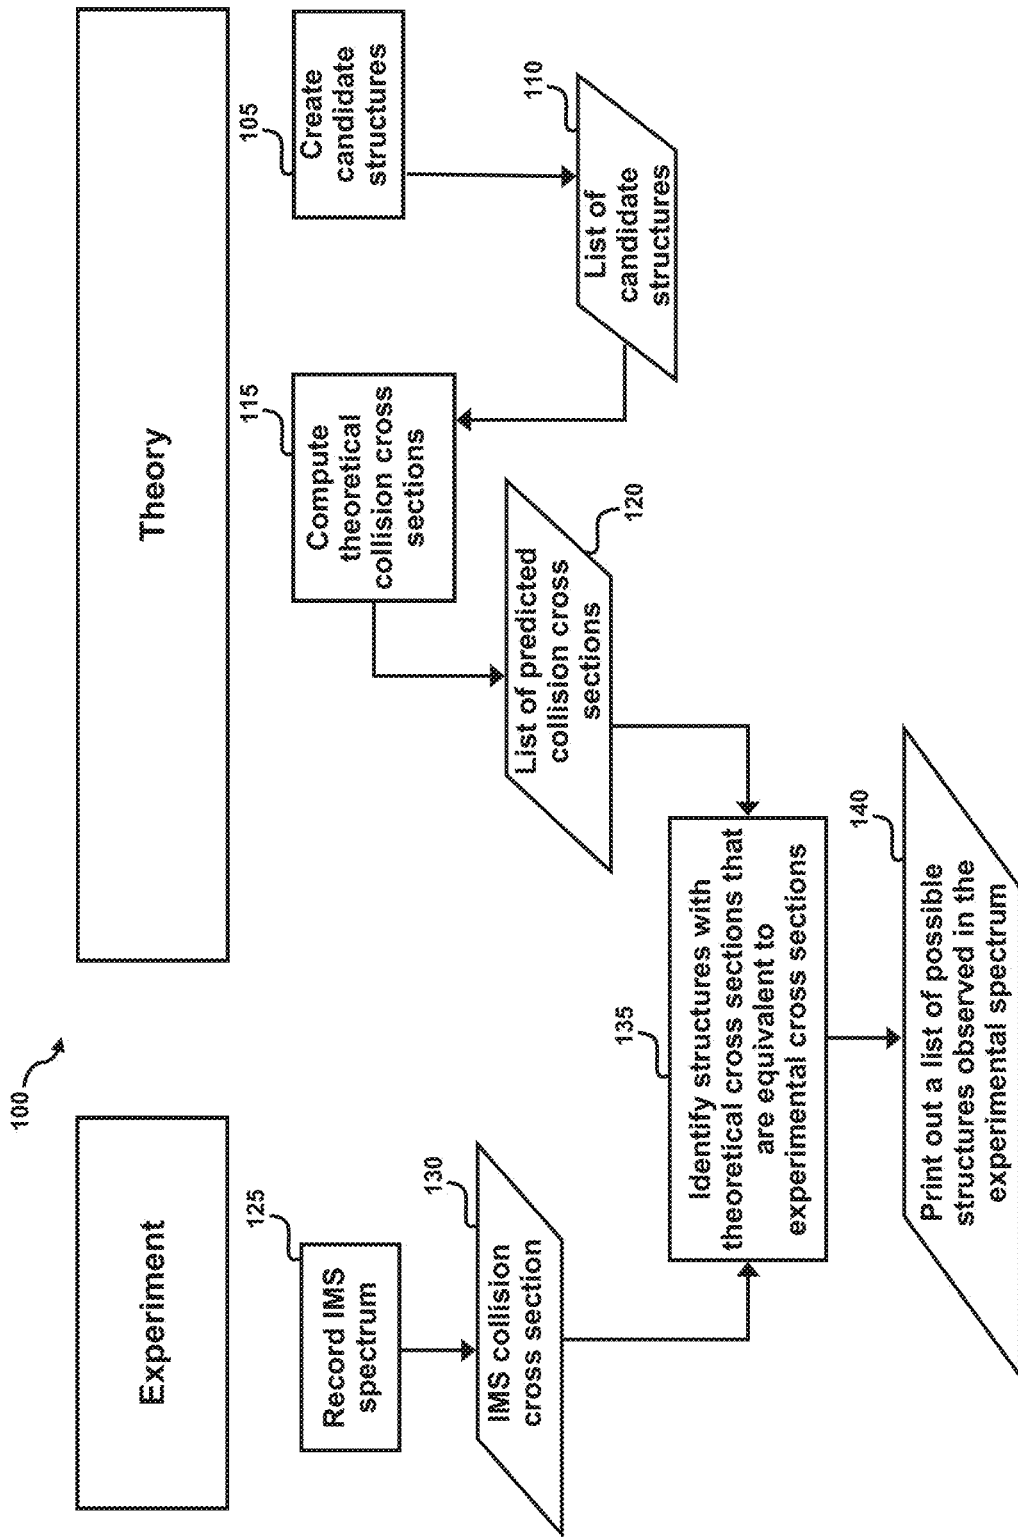 100
Experiment
Theory
125
Record IMS
spectrum
130
IMS collision
cross section
105
Create
candidate
structures
110
List of
candidate
structures
115
Compute
theoretical
collision cross
sections
120
List of predicted
collision cross
sections
135
Identify structures with
theoretical cross sections that
are equivalent to
experimental cross sections
140
Print out a list of possible
structures observed in the
experimental spectrum